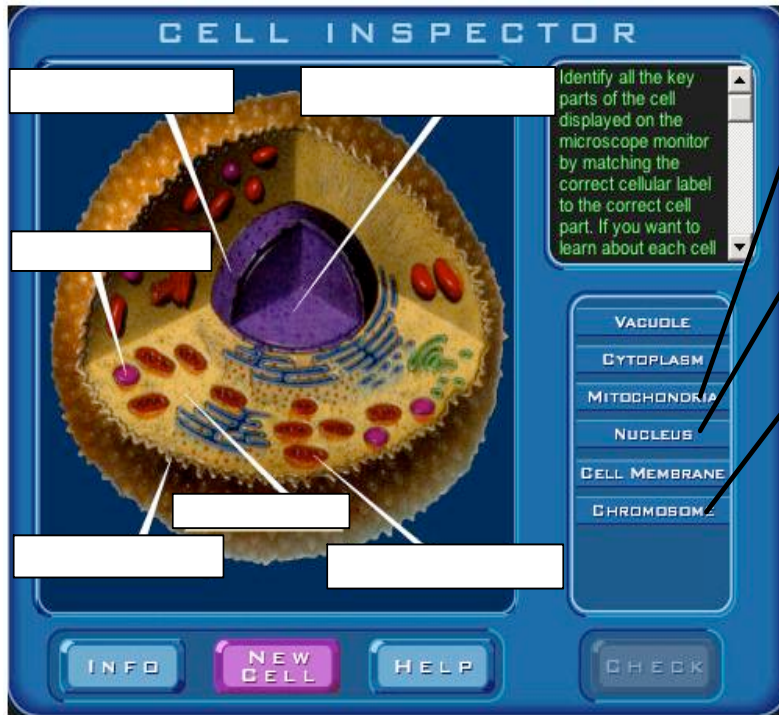 CELL INSPECTOR
Identify all the key
parts of the cell
displayed on the
microscope monitor
by matching the
correct cellular label
to the correct cell
part. If you want to
learn about each cell
VACUOLE
CYTOPLASM
MITOCHONDRIA
NUCLEUS
CELL MEMBRANE
CHROMOSOME
INFO
NEW
CELL
HELP
CHECK